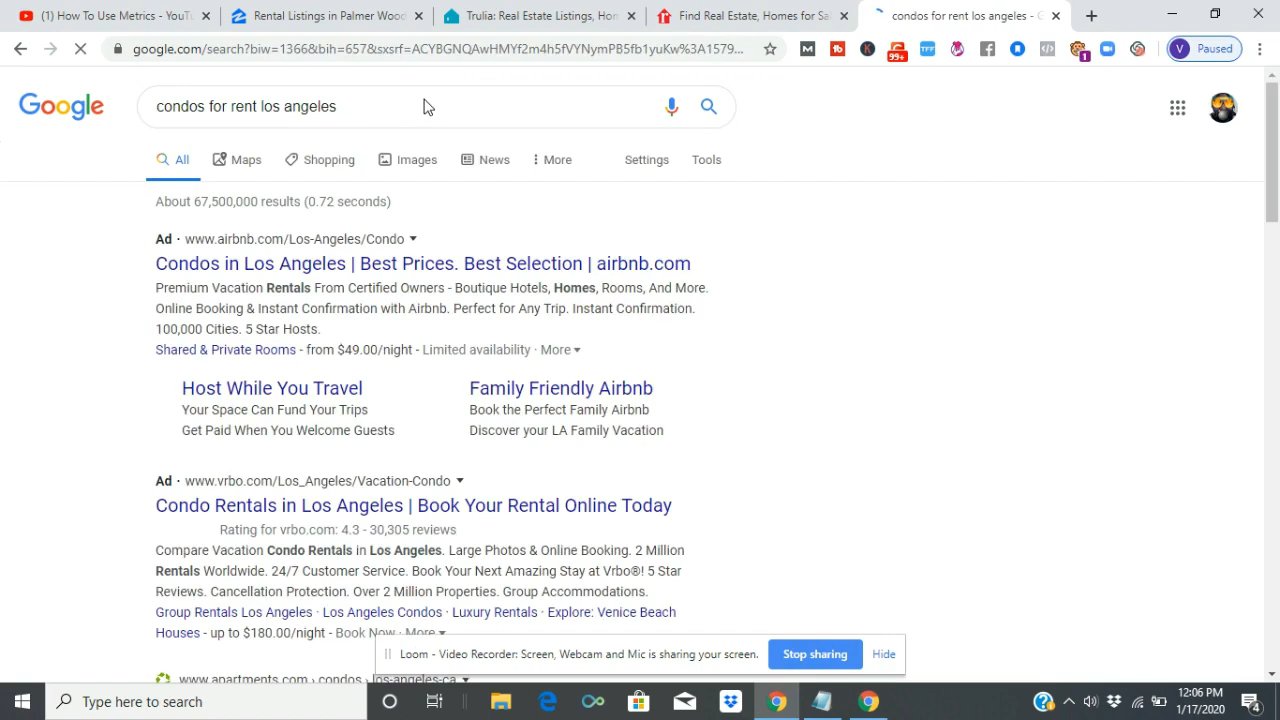 (1) How To Use Metrics - YouTu
Rental Listings in Palmer Wood
Trulia: Real Estate Listings, Hom
Find Real Estate, Homes for Sal
condos for rent los angeles - G
google.com/search?biw=1366&bih=657&sxsrf=ACYBGNQAwHMYf2m4h5fVYNymPB5fb1yuKw%3A1579...
99+
TFF
1
V Paused
Google
condos for rent los angeles
All
Maps
Shopping
Images
News
More
Settings
Tools
About 67,500,000 results (0.72 seconds)
Ad · www.airbnb.com/Los-Angeles/Condo
Condos in Los Angeles | Best Prices. Best Selection | airbnb.com
Premium Vacation Rentals From Certified Owners - Boutique Hotels, Homes, Rooms, And More.
Online Booking & Instant Confirmation with Airbnb. Perfect for Any Trip. Instant Confirmation.
100,000 Cities. 5 Star Hosts.
Shared & Private Rooms - from $49.00/night - Limited availability · More
Host While You Travel
Your Space Can Fund Your Trips
Get Paid When You Welcome Guests
Family Friendly Airbnb
Book the Perfect Family Airbnb
Discover your LA Family Vacation
Ad · www.vrbo.com/Los_Angeles/Vacation-Condo
Condo Rentals in Los Angeles | Book Your Rental Online Today
Rating for vrbo.com: 4.3 - 30,305 reviews
Compare Vacation Condo Rentals in Los Angeles. Large Photos & Online Booking. 2 Million
Rentals Worldwide. 24/7 Customer Service. Book Your Next Amazing Stay at Vrbo®! 5 Star
Reviews. Cancellation Protection. Over 2 Million Properties. Group Accommodations.
Group Rentals Los Angeles · Los Angeles Condos · Luxury Rentals · Explore: Venice Beach
Houses - up to $180.00/night - Book Now · More
Loom - Video Recorder: Screen, Webcam and Mic is sharing your screen.
Stop sharing
Hide
www.apartments.com › condos › los-angeles-ca
Type here to search
12:06 PM
1/17/2020
4